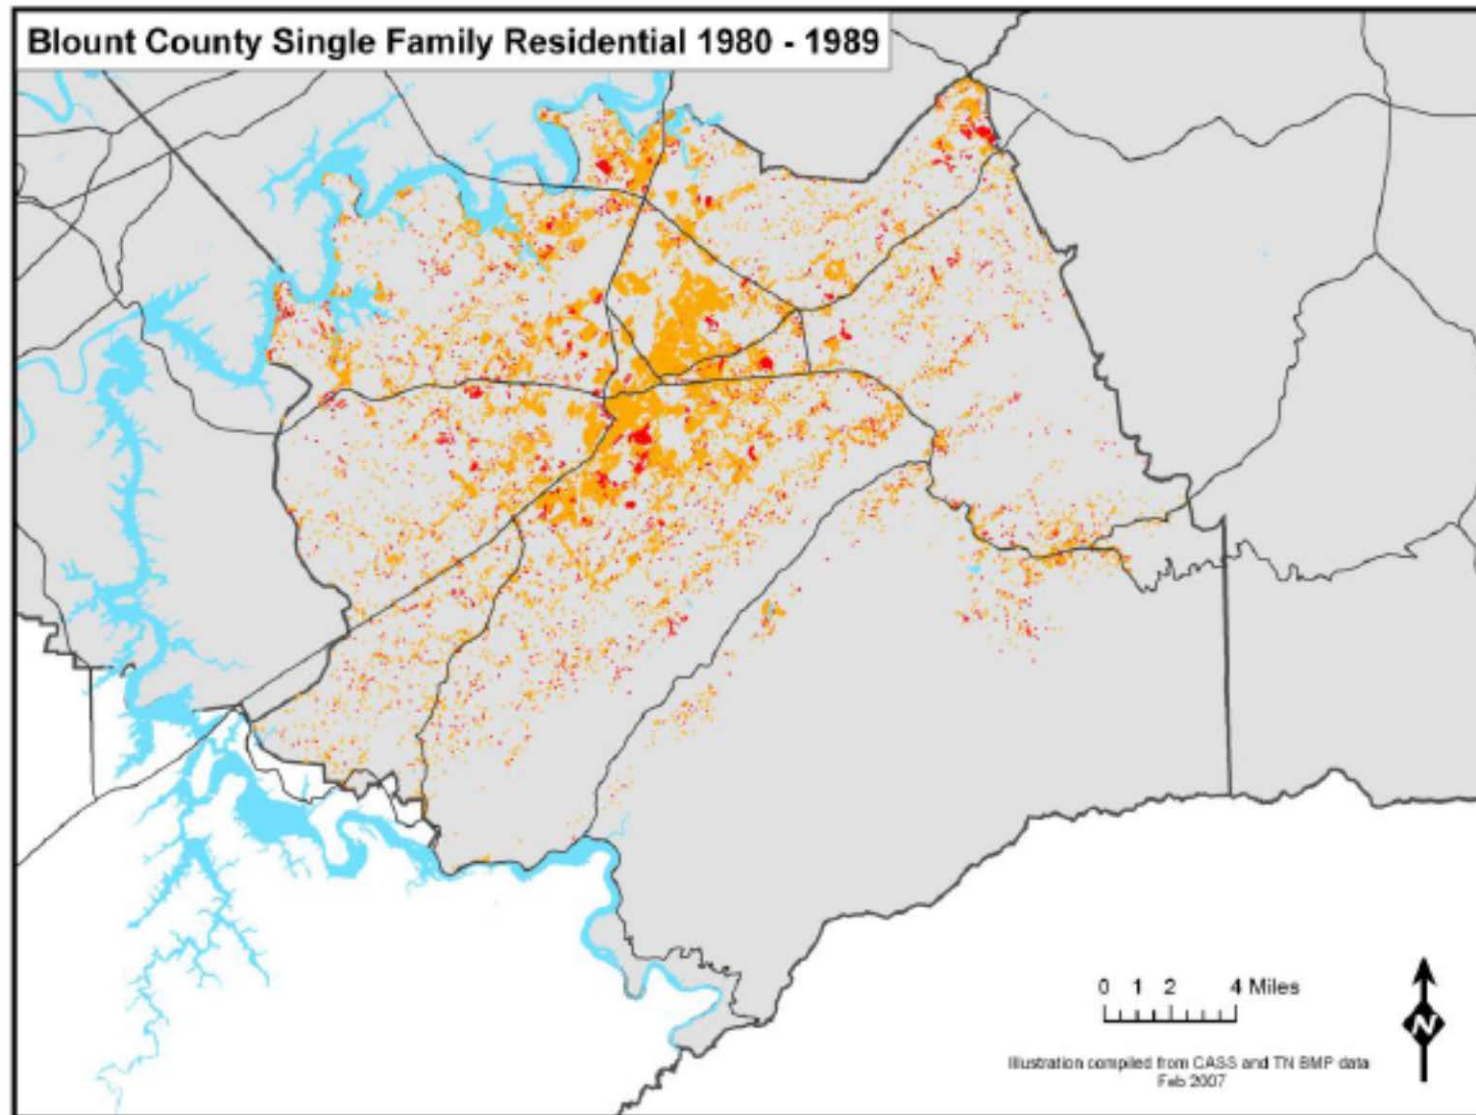 Blount County Single Family Residential 1980 - 1989
0 1 2 4 Miles
N
Illustration compiled from CASS and TN BMP data
Feb 2007